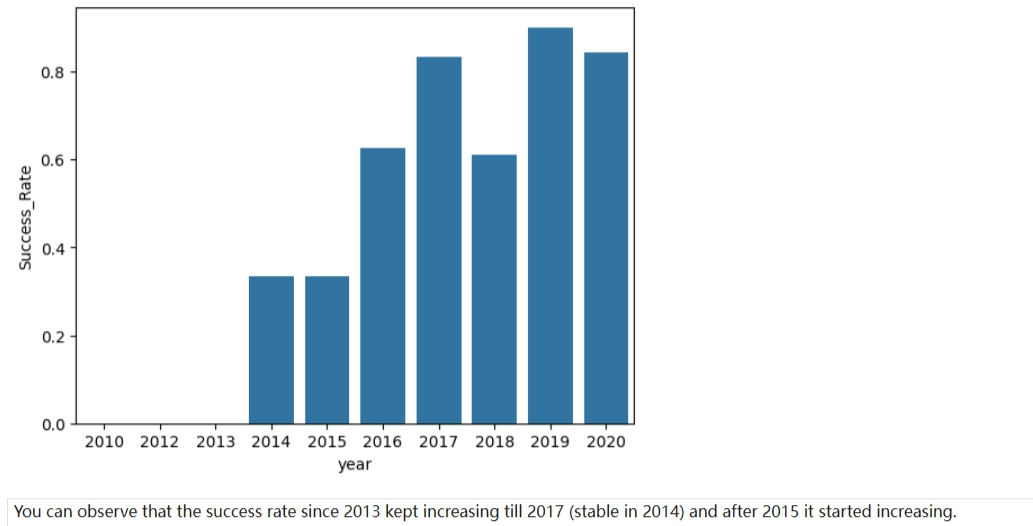 0.8
0.6
0.4
0.2
0.0
Success_Rate
2010 2012 2013 2014 2015 2016 2017 2018 2019 2020
year
You can observe that the success rate since 2013 kept increasing till 2017 (stable in 2014) and after 2015 it started increasing.